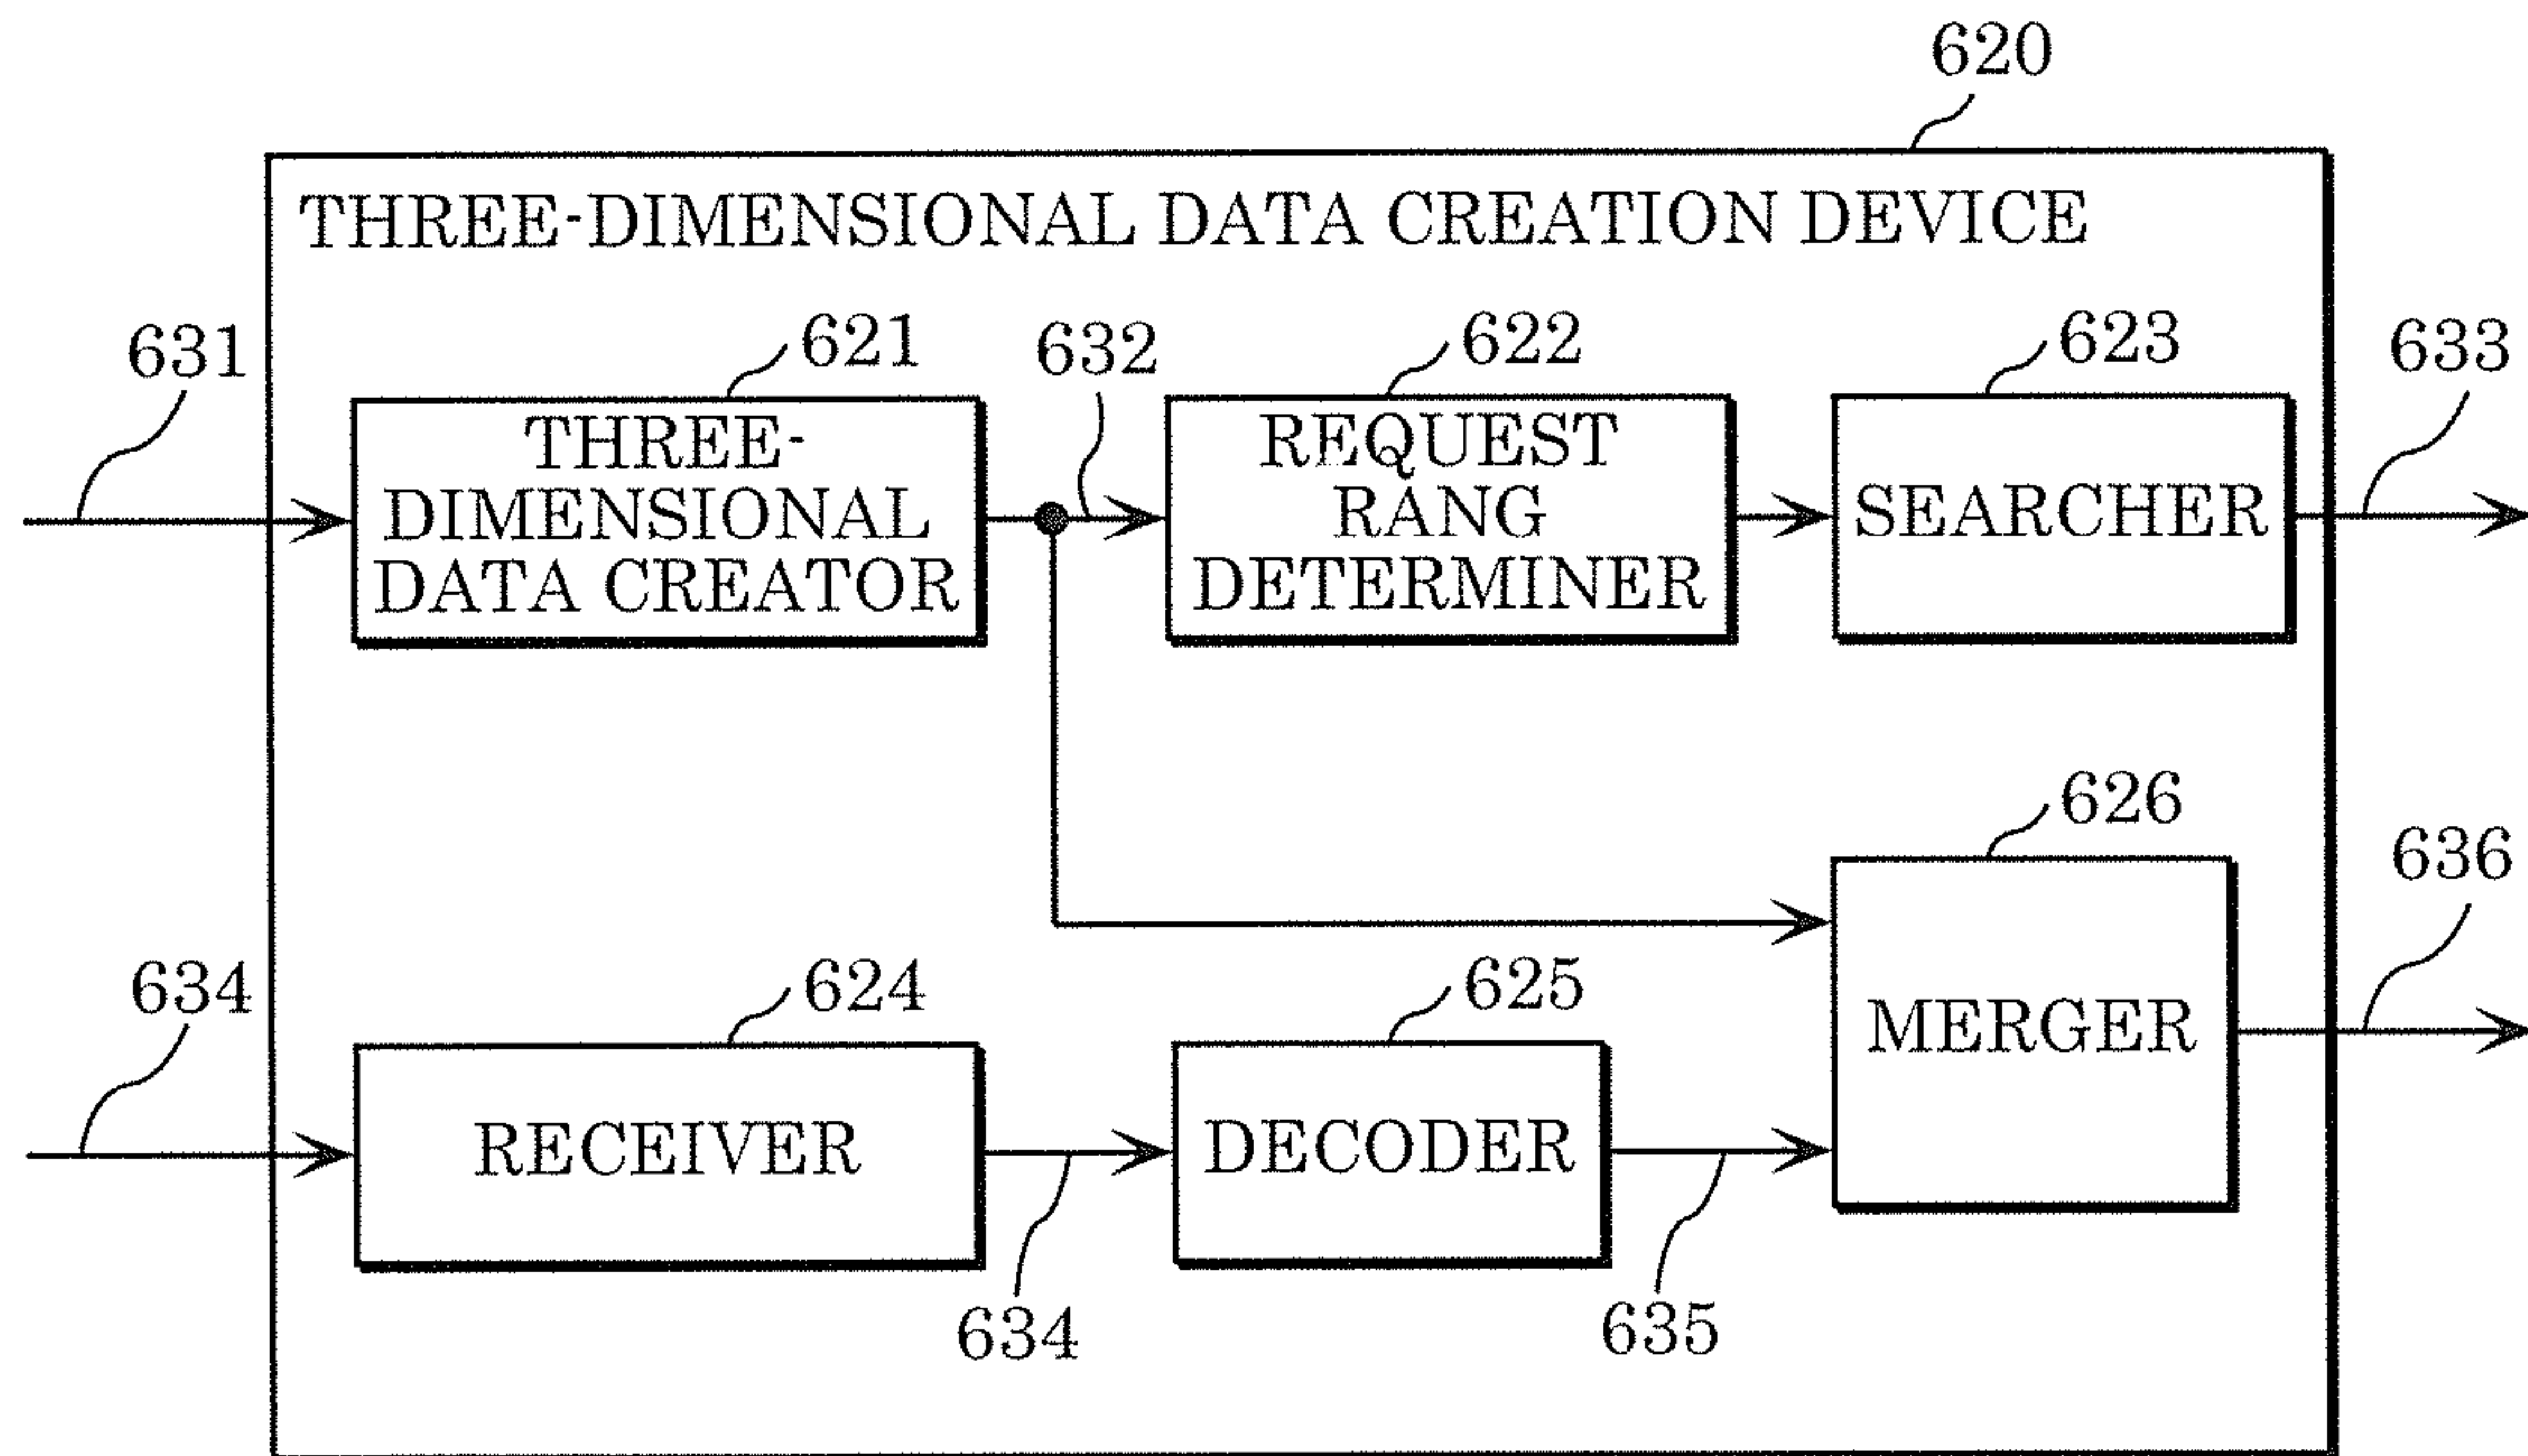 620
THREE-DIMENSIONAL DATA CREATION DEVICE
631
621
632
622
623
633
THREE-
DIMENSIONAL
DATA CREATOR
REQUEST
RANG
DETERMINER
SEARCHER
626
636
634
624
625
MERGER
RECEIVER
DECODER
634
635